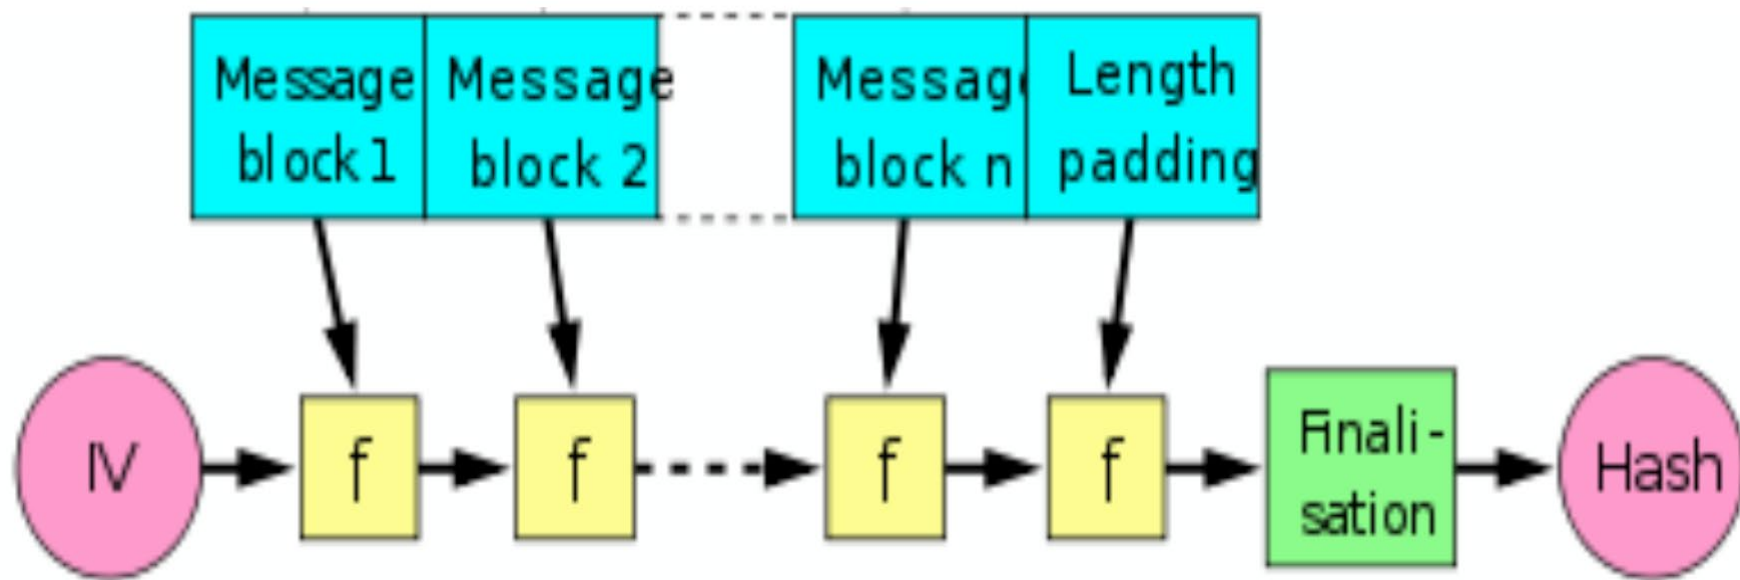 Message
block 1
Message
block 2
Message
block n
Length
padding
IV
f
f
f
f
Finali-
sation
Hash